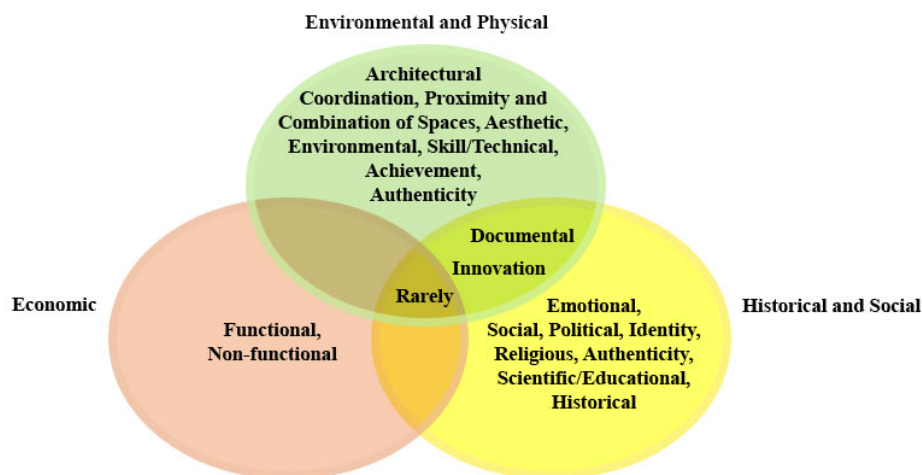 Environmental and Physical
Architectural
Coordination, Proximity and
Combination of Spaces, Aesthetic,
Environmental, Skill/Technical,
Achievement,
Authenticity
Documental
Innovation
Rarely
Economic
Functional,
Non-functional
Emotional,
Social, Political, Identity,
Religious, Authenticity,
Scientific/Educational,
Historical
Historical and Social